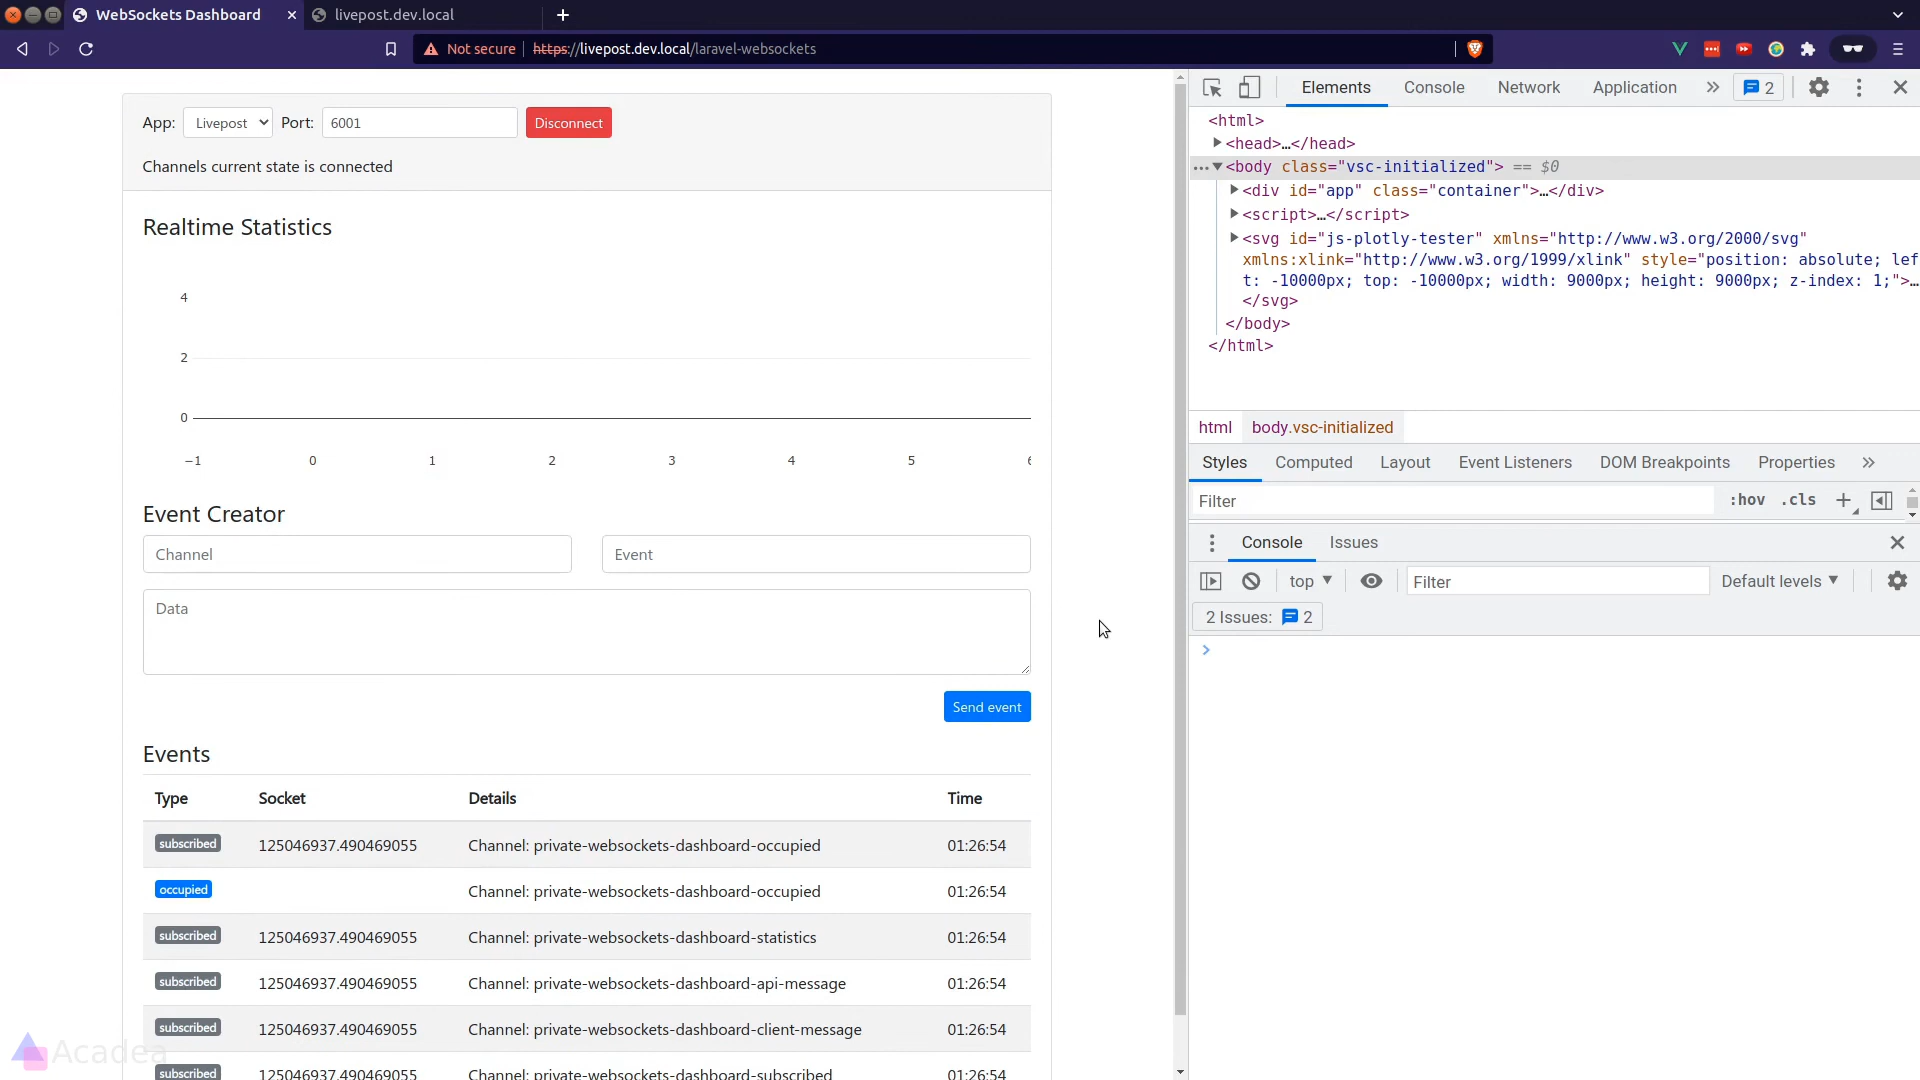 WebSockets Dashboard
livepost.dev.local
Not secure
https://livepost.dev.local/laravel-websockets
App: Livepost Port: 6001 Disconnect
Channels current state is connected
Realtime Statistics
4
2
0
−1 0 1 2 3 4 5 6
Event Creator
Channel Event
Data
Send event
Events
Type Socket Details Time
subscribed 125046937.490469055 Channel: private-websockets-dashboard-occupied 01:26:54
occupied Channel: private-websockets-dashboard-occupied 01:26:54
subscribed 125046937.490469055 Channel: private-websockets-dashboard-statistics 01:26:54
subscribed 125046937.490469055 Channel: private-websockets-dashboard-api-message 01:26:54
subscribed 125046937.490469055 Channel: private-websockets-dashboard-client-message 01:26:54
subscribed 125046937.490469055 Channel: private-websockets-dashboard-subscribed 01:26:54
Acadea
Elements Console Network Application 2
<html>
<head>…</head>
<body class="vsc-initialized"> == $0
<div id="app" class="container">…</div>
<script>…</script>
<svg id="js-plotly-tester" xmlns="http://www.w3.org/2000/svg"
xmlns:xlink="http://www.w3.org/1999/xlink" style="position: absolute; lef
t: -10000px; top: -10000px; width: 9000px; height: 9000px; z-index: 1;">…
</svg>
</body>
</html>
html body.vsc-initialized
Styles Computed Layout Event Listeners DOM Breakpoints Properties
Filter :hov .cls
Console Issues
top Filter Default levels
2 Issues: 2